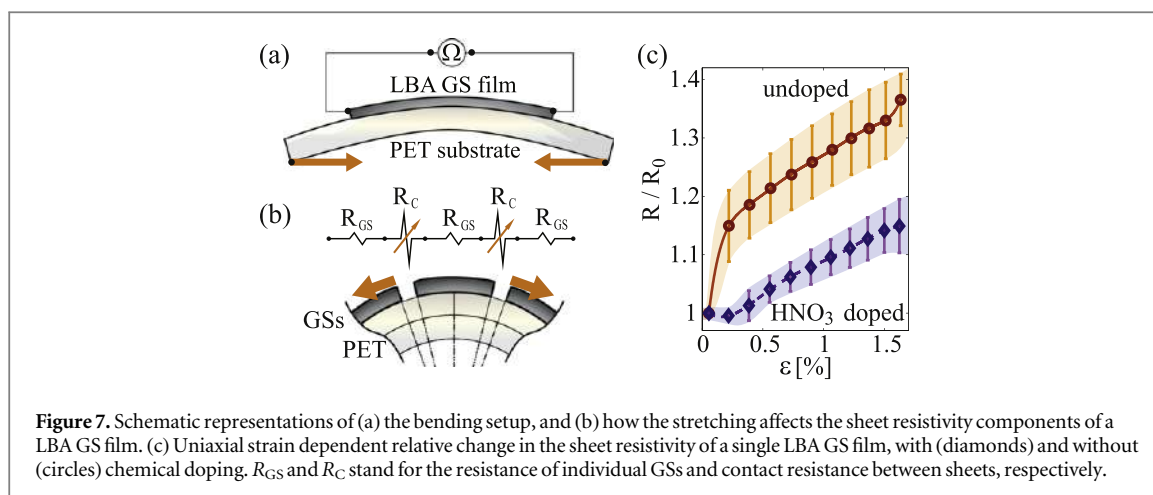 (a)
Ω
LBA GS film
PET substrate
(b)
R_GS R_C R_GS R_C R_GS
GSs
PET
(c)
R / R_0
1.4
1.3
1.2
1.1
1
undoped
HNO_3 doped
0 0.5 1 1.5
ε [%]
Figure 7. Schematic representations of (a) the bending setup, and (b) how the stretching affects the sheet resistivity components of a
LBA GS film. (c) Uniaxial strain dependent relative change in the sheet resistivity of a single LBA GS film, with (diamonds) and without
(circles) chemical doping. R_GS and R_C stand for the resistance of individual GSs and contact resistance between sheets, respectively.